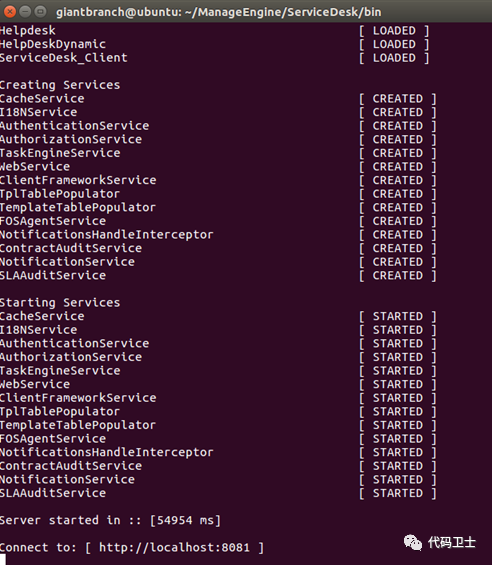 giantbranch@ubuntu: ~/ManageEngine/ServiceDesk/bin
Helpdesk [ LOADED ]
HelpDeskDynamic [ LOADED ]
ServiceDesk_Client [ LOADED ]
Creating Services
CacheService [ CREATED ]
I18NService [ CREATED ]
AuthenticationService [ CREATED ]
AuthorizationService [ CREATED ]
TaskEngineService [ CREATED ]
WebService [ CREATED ]
ClientFrameworkService [ CREATED ]
TplTablePopulator [ CREATED ]
TemplateTablePopulator [ CREATED ]
FOSAgentService [ CREATED ]
NotificationsHandleInterceptor [ CREATED ]
ContractAuditService [ CREATED ]
NotificationService [ CREATED ]
SLAAuditService [ CREATED ]
Starting Services
CacheService [ STARTED ]
I18NService [ STARTED ]
AuthenticationService [ STARTED ]
AuthorizationService [ STARTED ]
TaskEngineService [ STARTED ]
WebService [ STARTED ]
ClientFrameworkService [ STARTED ]
TplTablePopulator [ STARTED ]
TemplateTablePopulator [ STARTED ]
FOSAgentService [ STARTED ]
NotificationsHandleInterceptor [ STARTED ]
ContractAuditService [ STARTED ]
NotificationService [ STARTED ]
SLAAuditService [ STARTED ]
Server started in :: [54954 ms]
Connect to: [ http://localhost:8081 ]
代码卫士